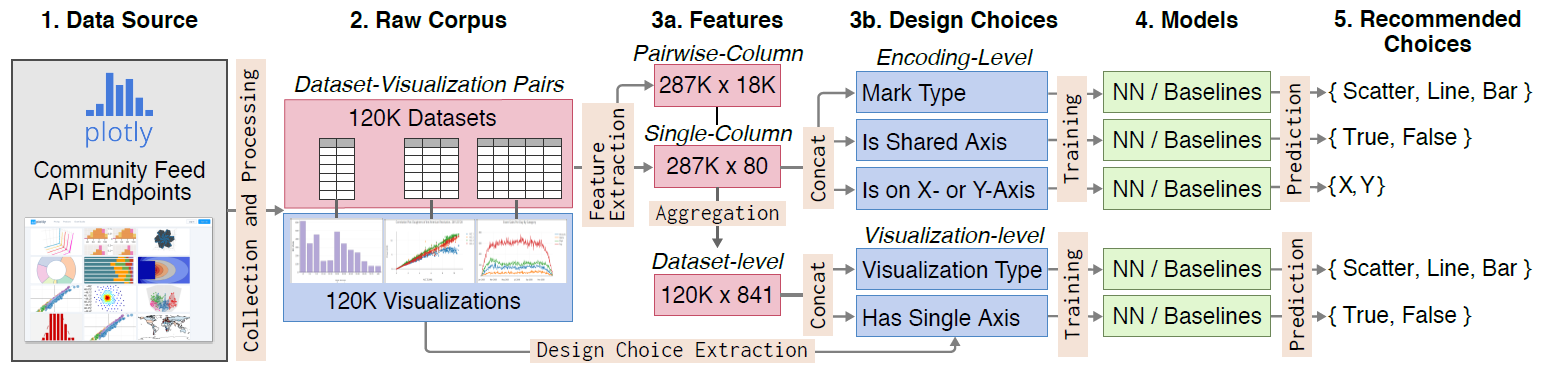 1. Data Source
2. Raw Corpus
3a. Features
3b. Design Choices
4. Models
5. Recommended
Choices
plotly
Community Feed
API Endpoints
Collection and Processing
Dataset-Visualization Pairs
120K Datasets
120K Visualizations
Feature
Extraction
Pairwise-Column
287K x 18K
Single-Column
287K x 80
Aggregation
Dataset-level
120K x 841
Concat
Concat
Design Choice Extraction
Encoding-Level
Mark Type
Is Shared Axis
Is on X- or Y-Axis
Visualization-level
Visualization Type
Has Single Axis
Training
Training
NN / Baselines
NN / Baselines
NN / Baselines
NN / Baselines
NN / Baselines
Prediction
Prediction
{ Scatter, Line, Bar }
{ True, False }
{X,Y}
{ Scatter, Line, Bar }
{ True, False }